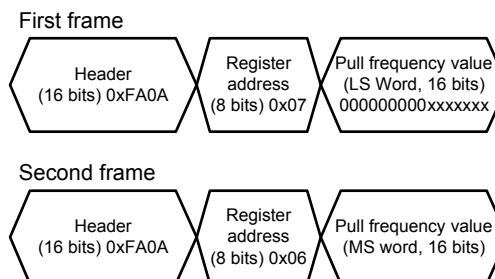 First frame
Header
(16 bits) 0xFA0A
Register
address
(8 bits) 0x07
Pull frequency value
(LS Word, 16 bits)
000000000xxxxxxx
Second frame
Header
(16 bits) 0xFA0A
Register
address
(8 bits) 0x06
Pull frequency value
(MS word, 16 bits)